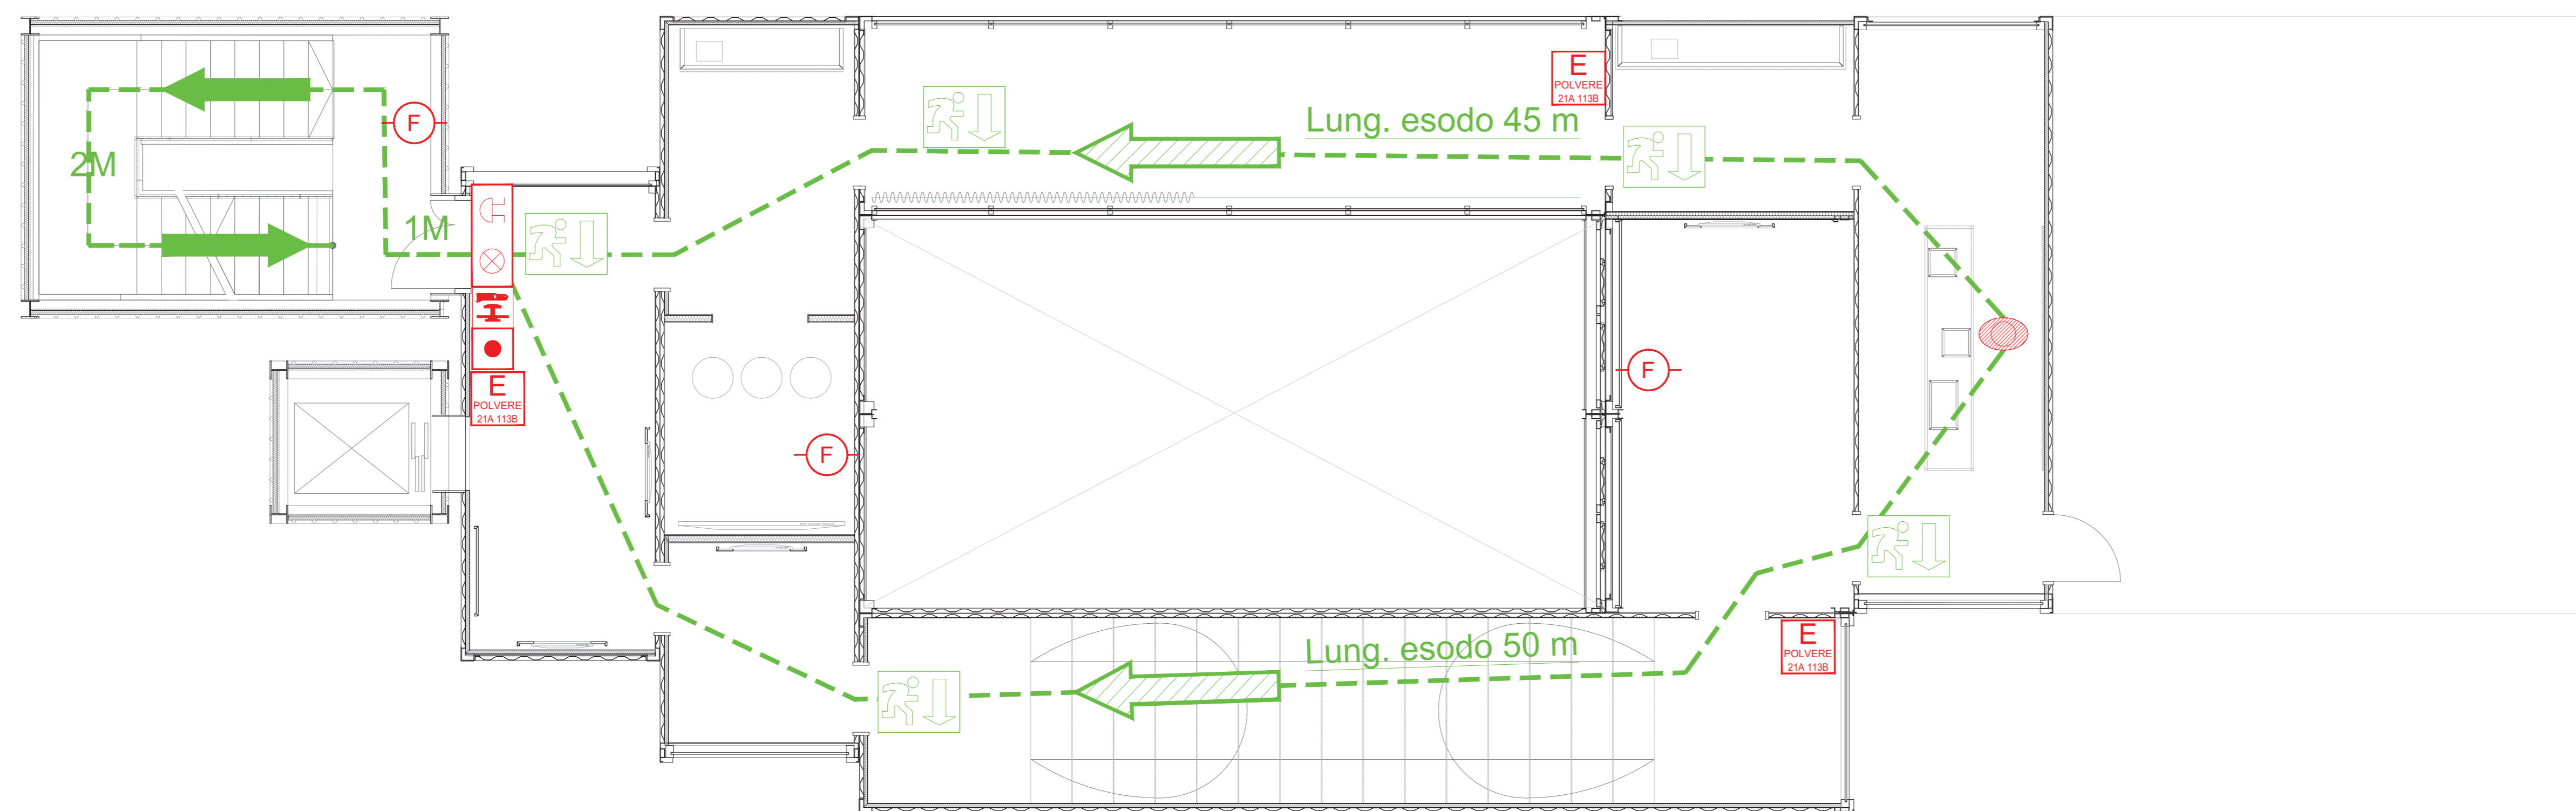 E
POLVERE
21A 113B
Lung. esodo 45 m
F
2M
1M
E
POLVERE
21A 113B
F
F
Lung. esodo 50 m
E
POLVERE
21A 113B